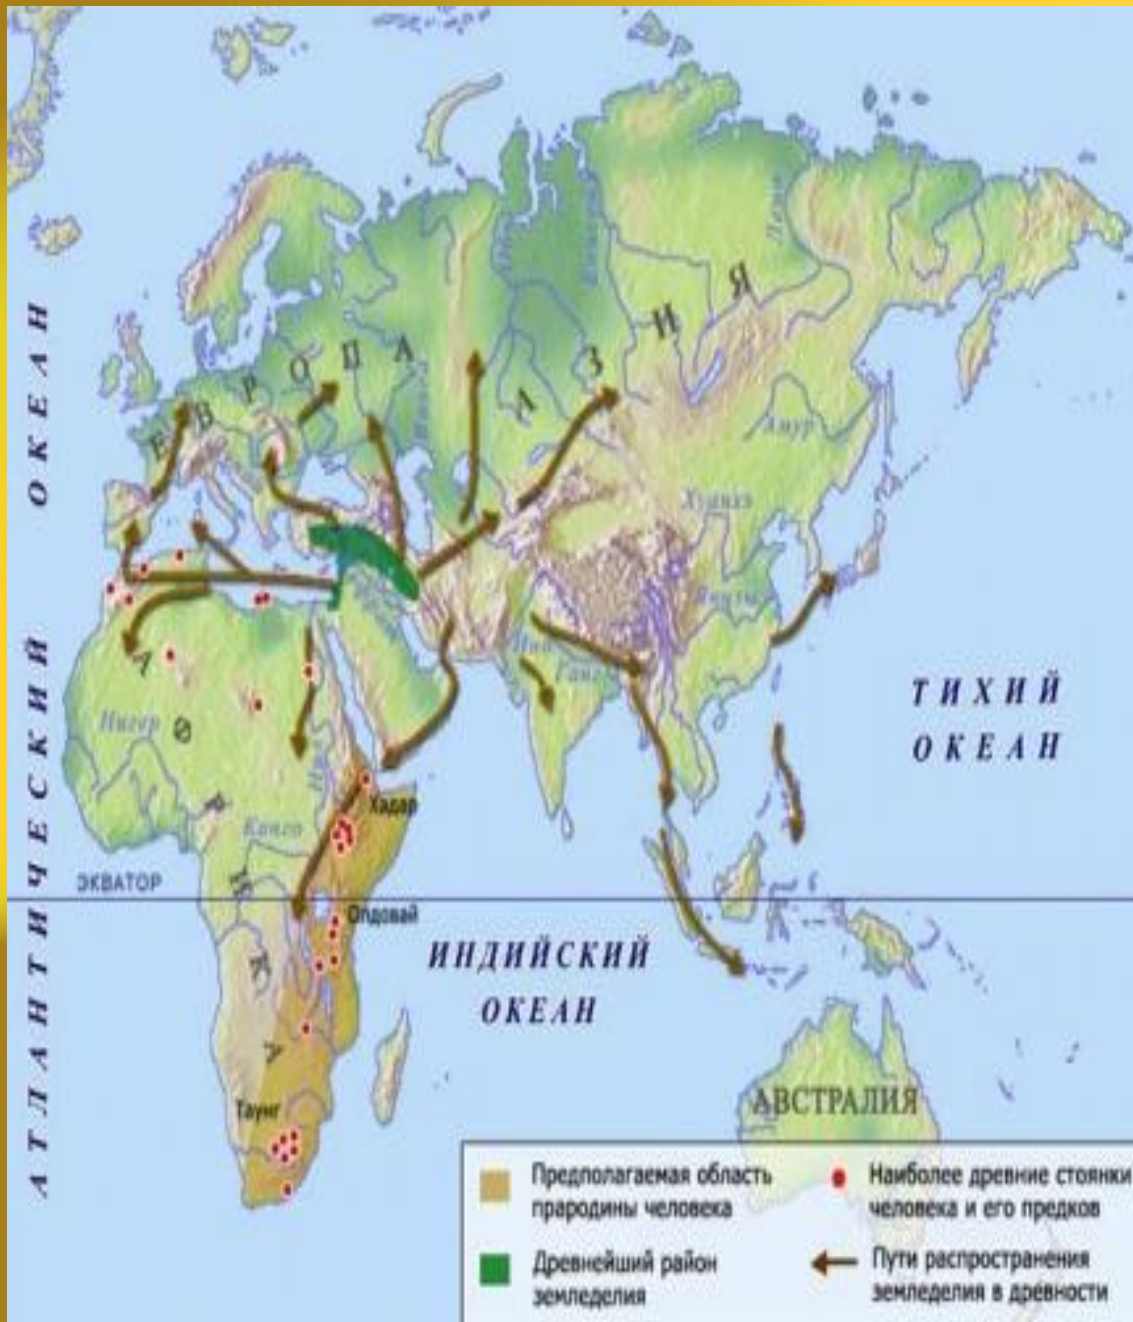 ЕВРОПА
АЗИЯ
Амур
Хуанхэ
Янцзы
Инд
Ганг
ТИХИЙ
ОКЕАН
АТЛАНТИЧЕСКИЙ ОКЕАН
АФРИКА
Нигер
Нил
Хадар
Конго
ЭКВАТОР
Олдовай
ИНДИЙСКИЙ
ОКЕАН
Таунг
АВСТРАЛИЯ
Предполагаемая область
прародины человека
Наиболее древние стоянки
человека и его предков
Древнейший район
земледелия
Пути распространения
земледелия в древности